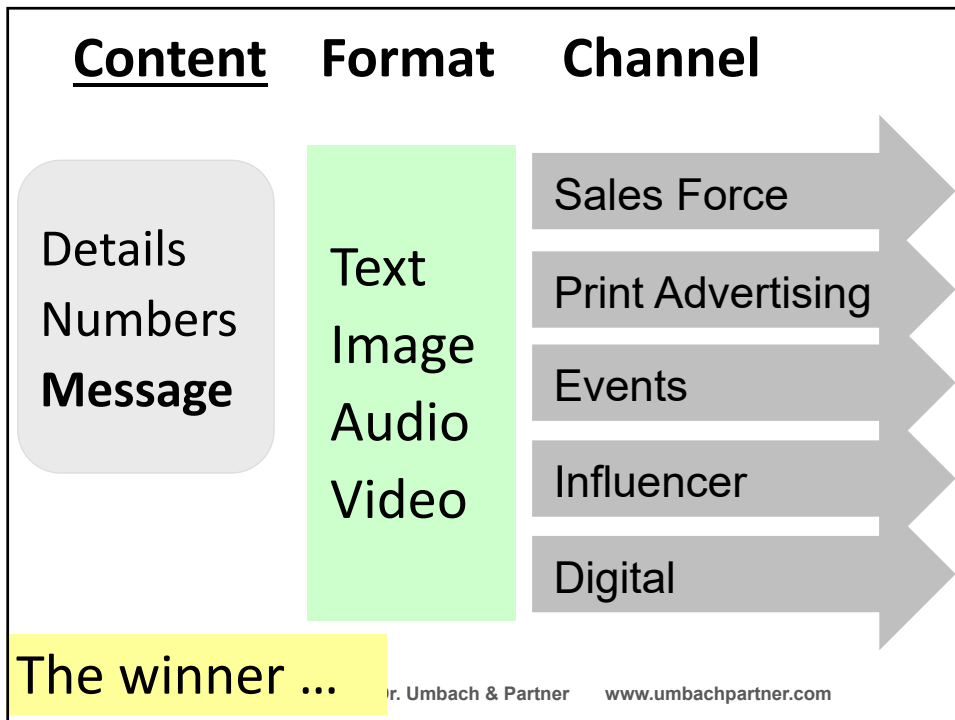 Content Format Channel
Details
Numbers
Message
Text
Image
Audio
Video
Sales Force
Print Advertising
Events
Influencer
Digital
The winner ...
r. Umbach & Partner www.umbachpartner.com